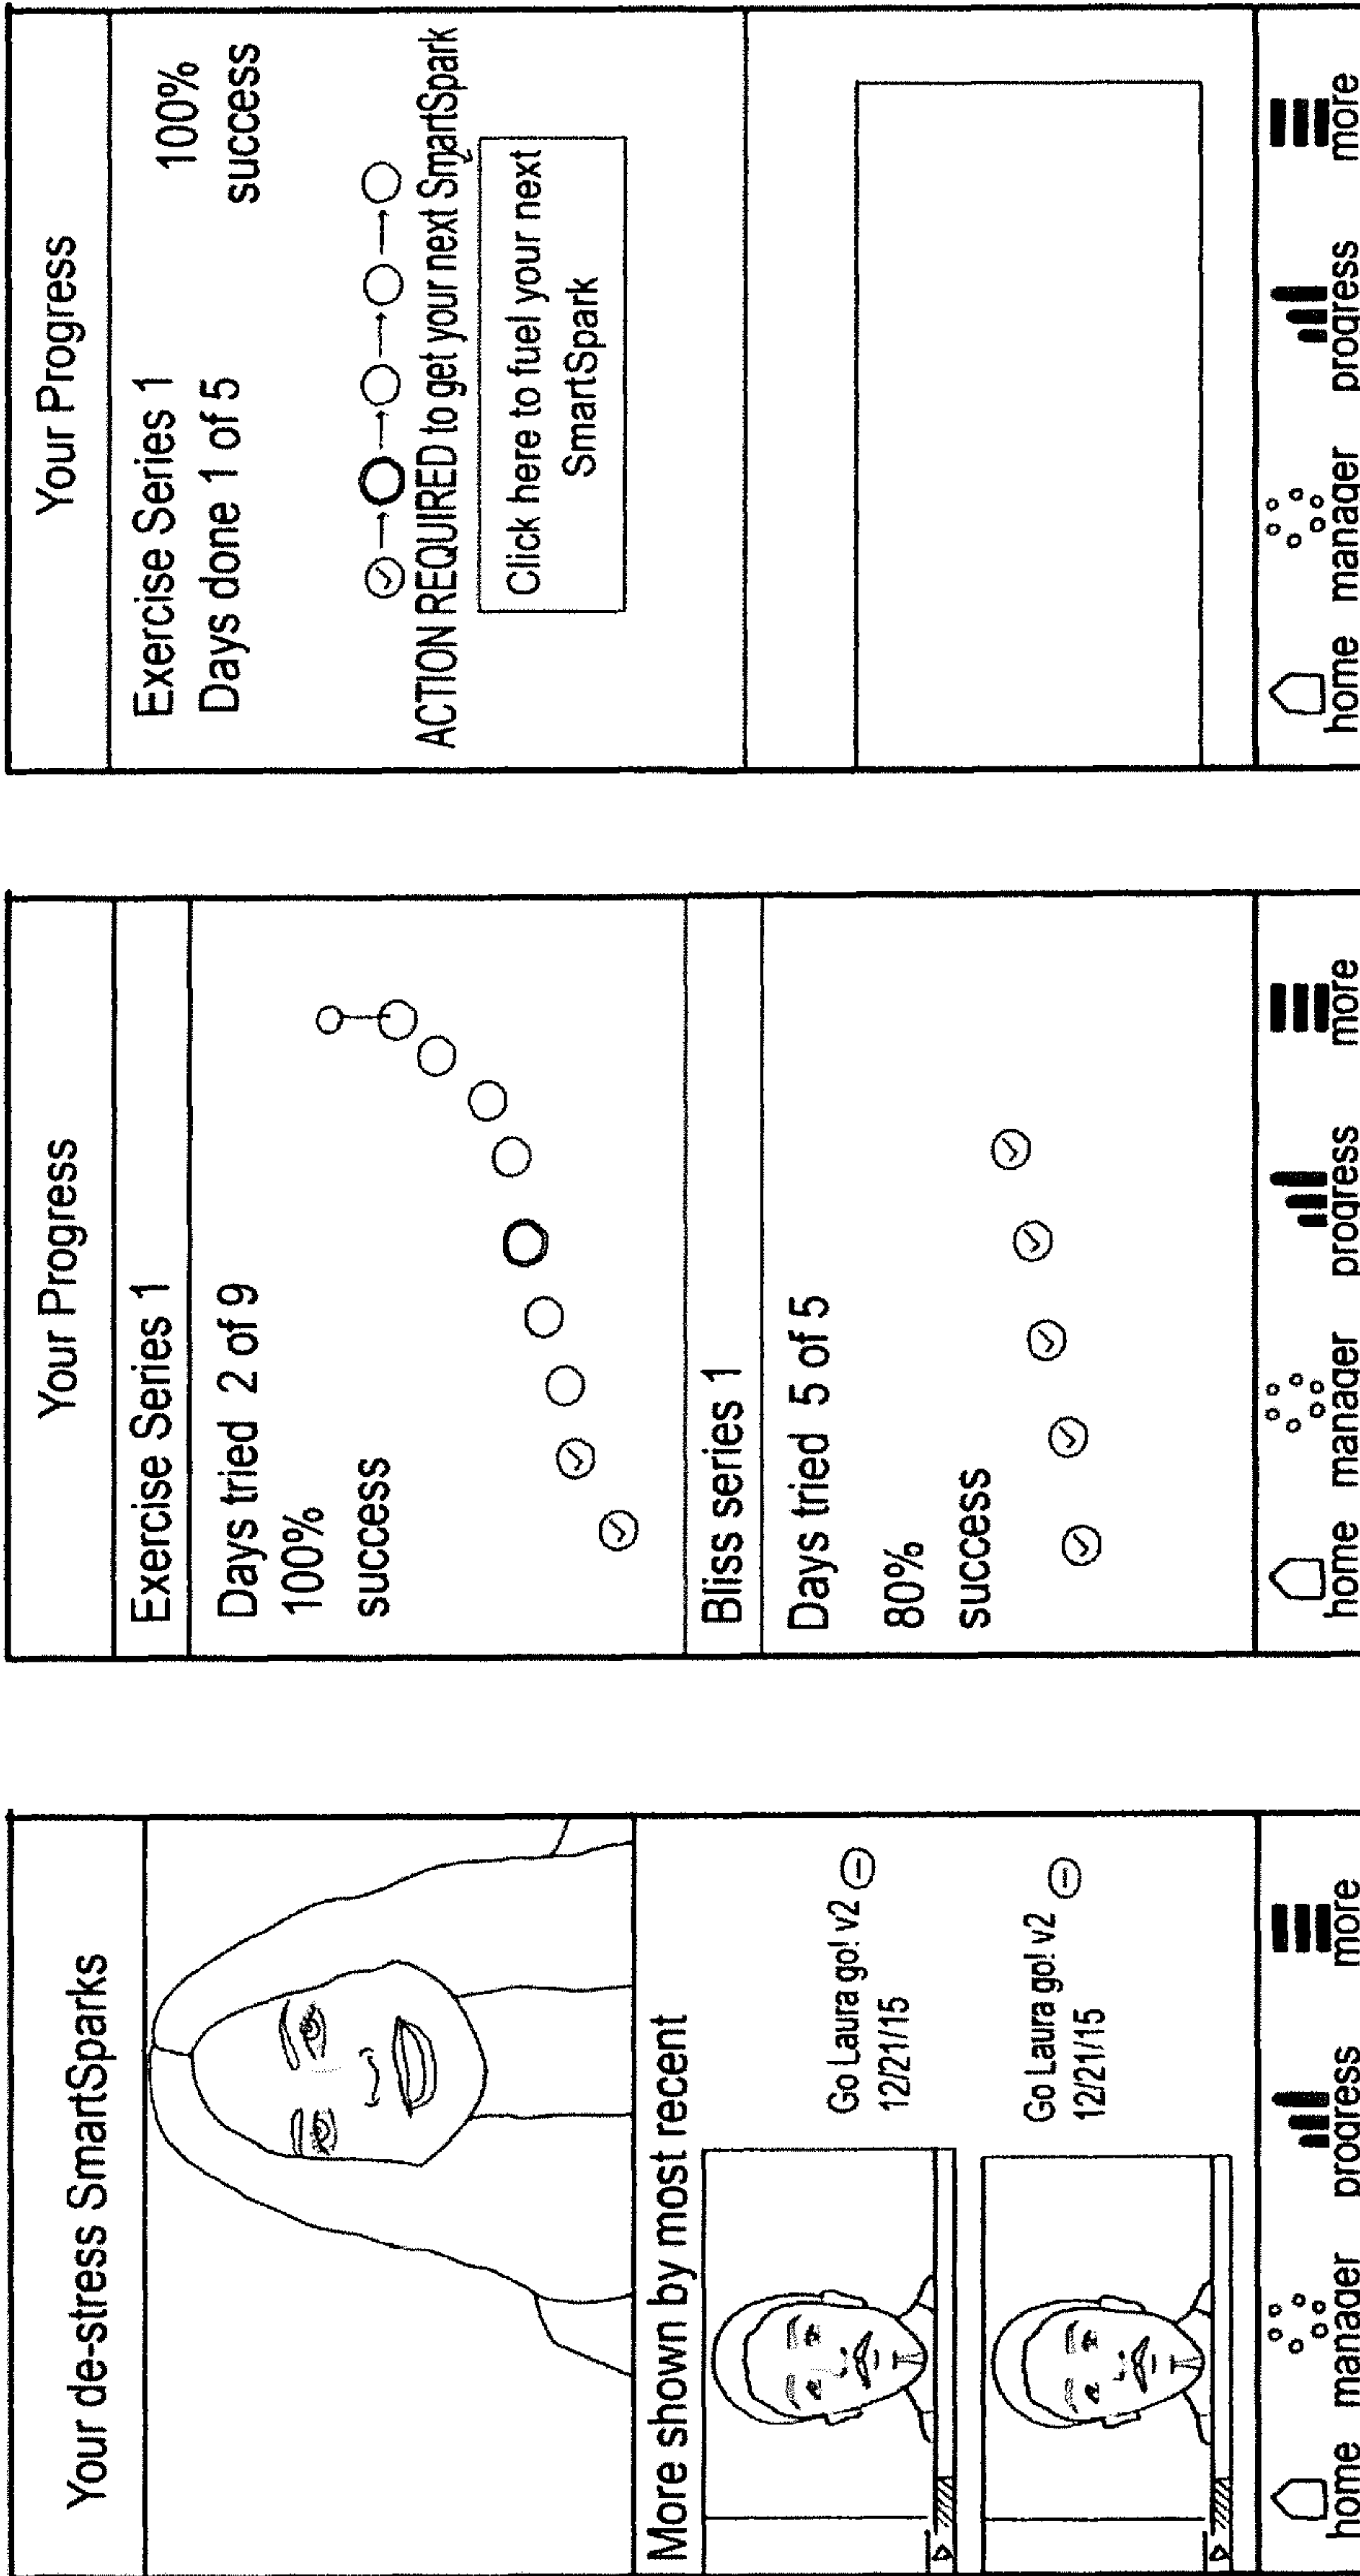 Your de-stress SmartSparks
More shown by most recent
Go Laura go! v2
12/21/15
Go Laura go! v2
12/21/15
home manager progress more
Your Progress
Exercise Series 1
Days tried 2 of 9
100%
success
Bliss series 1
Days tried 5 of 5
80%
success
home manager progress more
Your Progress
Exercise Series 1
Days done 1 of 5
100%
success
ACTION REQUIRED to get your next SmartSpark
Click here to fuel your next
SmartSpark
home manager progress more